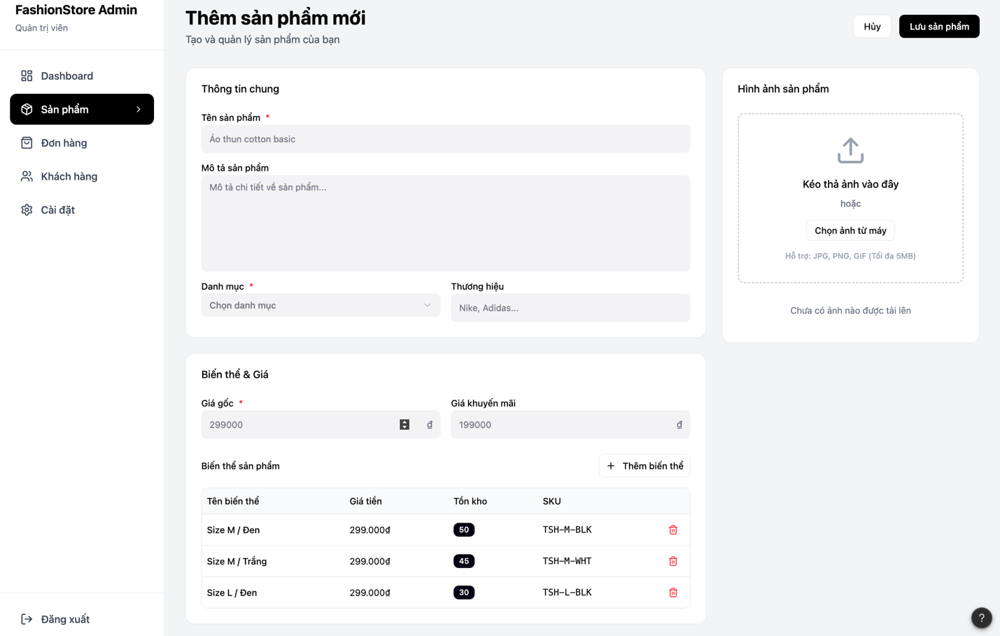 FashionStore Admin
Quản trị viên
Dashboard
Sản phẩm
Đơn hàng
Khách hàng
Cài đặt
Đăng xuất
Thêm sản phẩm mới
Tạo và quản lý sản phẩm của bạn
Hủy
Lưu sản phẩm
Thông tin chung
Tên sản phẩm *
Áo thun cotton basic
Mô tả sản phẩm
Mô tả chi tiết về sản phẩm...
Danh mục *
Chọn danh mục
Thương hiệu
Nike, Adidas...
Hình ảnh sản phẩm
Kéo thả ảnh vào đây
hoặc
Chọn ảnh từ máy
Hỗ trợ: JPG, PNG, GIF (Tối đa 5MB)
Chưa có ảnh nào được tải lên
Biến thể & Giá
Giá gốc *
299000 ₫
Giá khuyến mãi
199000 ₫
Biến thể sản phẩm
+ Thêm biến thể
Tên biến thể Giá tiền Tồn kho SKU
Size M / Đen 299.000₫ 50 TSH-M-BLK
Size M / Trắng 299.000₫ 45 TSH-M-WHT
Size L / Đen 299.000₫ 30 TSH-L-BLK
?